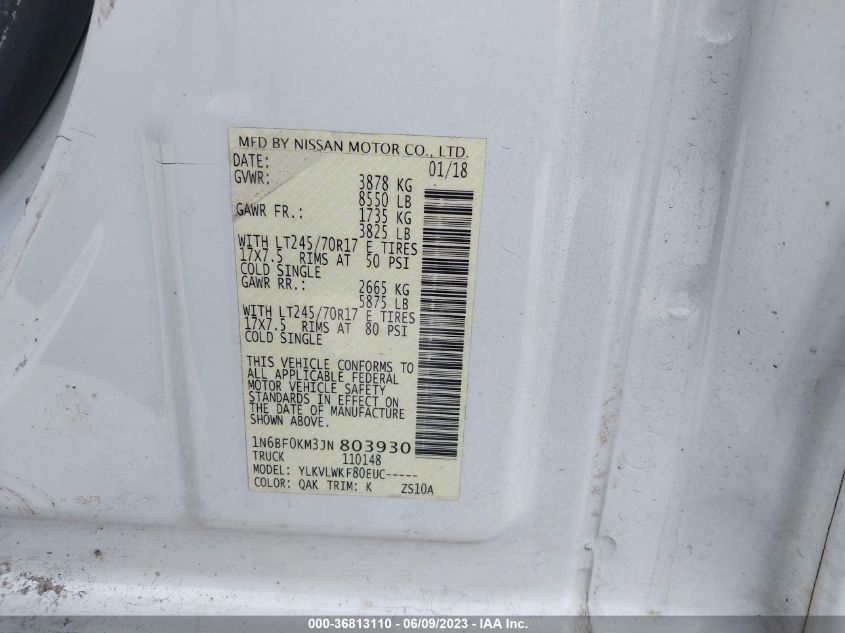 MFD BY NISSAN MOTOR CO., LTD.
DATE: 01/18
GVWR: 3878 KG
8550 LB
GAWR FR.: 1735 KG
3825 LB
WITH LT245/70R17 E TIRES
17X7.5 RIMS AT 50 PSI
COLD SINGLE
GAWR RR.: 2665 KG
5875 LB
WITH LT245/70R17 E TIRES
17X7.5 RIMS AT 80 PSI
COLD SINGLE
THIS VEHICLE CONFORMS TO
ALL APPLICABLE FEDERAL
MOTOR VEHICLE SAFETY
STANDARDS IN EFFECT ON
THE DATE OF MANUFACTURE
SHOWN ABOVE.
1N6BF0KM3JN 803930
TRUCK 110148
MODEL: YLKVLWKF80EUC-----
COLOR: QAK TRIM: K ZS10A
000-36813110 - 06/09/2023 - IAA Inc.